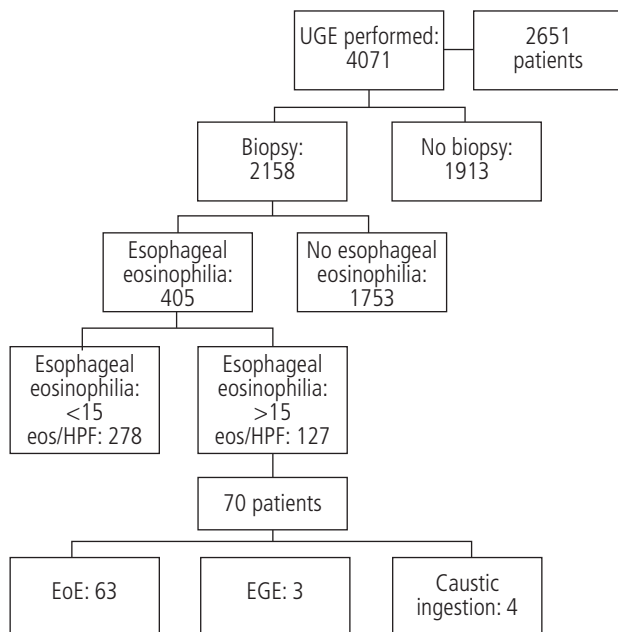 UGE performed:
4071
2651
patients
Biopsy:
2158
No biopsy:
1913
Esophageal
eosinophilia:
405
No esophageal
eosinophilia:
1753
Esophageal
eosinophilia:
<15
eos/HPF: 278
Esophageal
eosinophilia:
>15
eos/HPF: 127
70 patients
EoE: 63
EGE: 3
Caustic
ingestion: 4